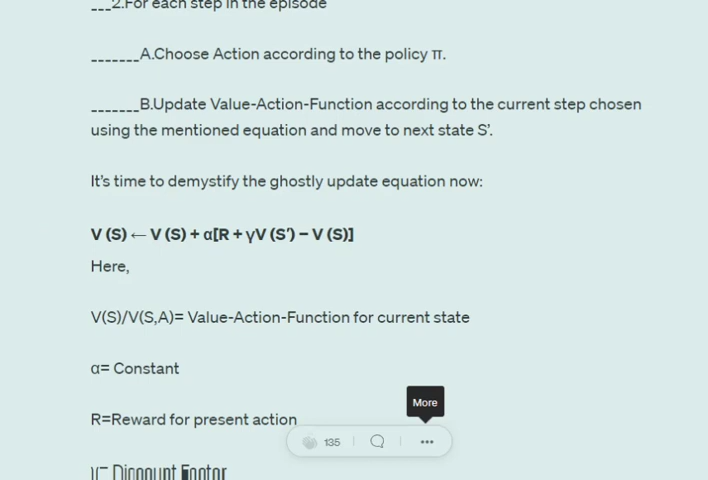 ___2.For each step in the episode
_______A.Choose Action according to the policy π.
_______B.Update Value-Action-Function according to the current step chosen
using the mentioned equation and move to next state S’.
It’s time to demystify the ghostly update equation now:
V (S) ← V (S) + α[R + γV (S′) − V (S)]
Here,
V(S)/V(S,A)= Value-Action-Function for current state
α= Constant
More
R=Reward for present action
135